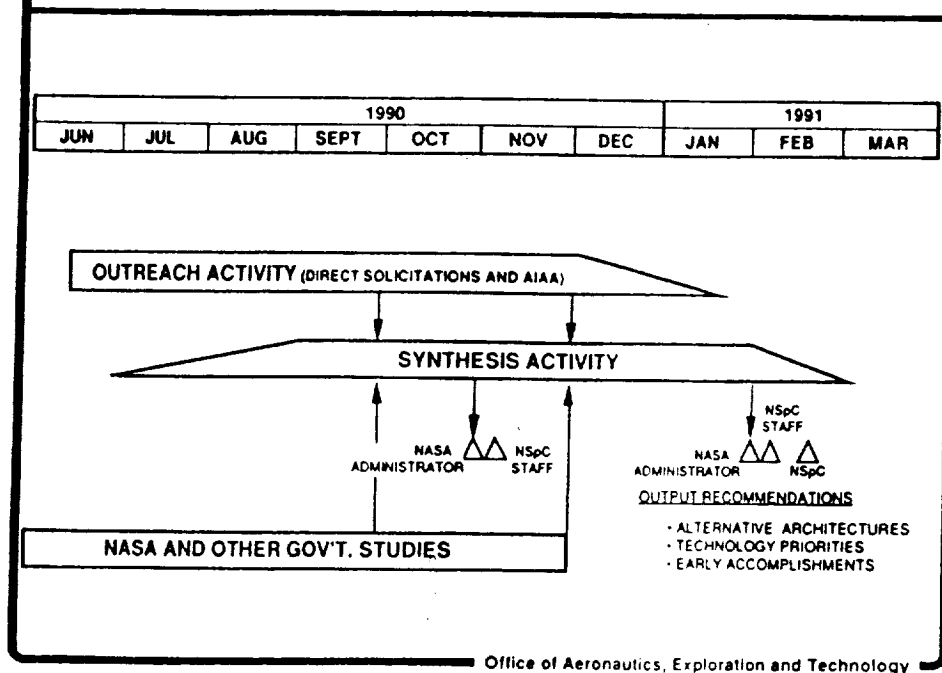 1990 1991
JUN JUL AUG SEPT OCT NOV DEC JAN FEB MAR
OUTREACH ACTIVITY (DIRECT SOLICITATIONS AND AIAA)
SYNTHESIS ACTIVITY
NASA ADMINISTRATOR
NSpC STAFF
NSpC STAFF
NASA ADMINISTRATOR
NSpC
OUTPUT RECOMMENDATIONS
· ALTERNATIVE ARCHITECTURES
· TECHNOLOGY PRIORITIES
· EARLY ACCOMPLISHMENTS
NASA AND OTHER GOV'T. STUDIES
Office of Aeronautics, Exploration and Technology